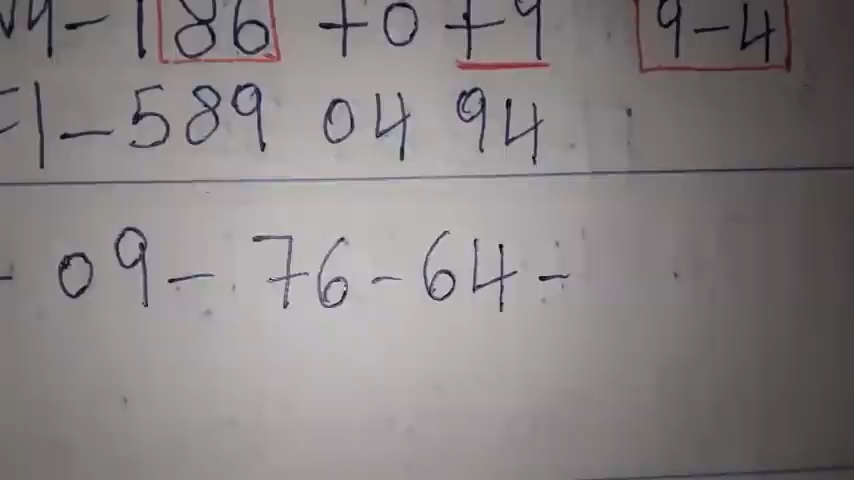 4-186 +0 +9 9-4
=1-589 04 94
- 09- 76-64-